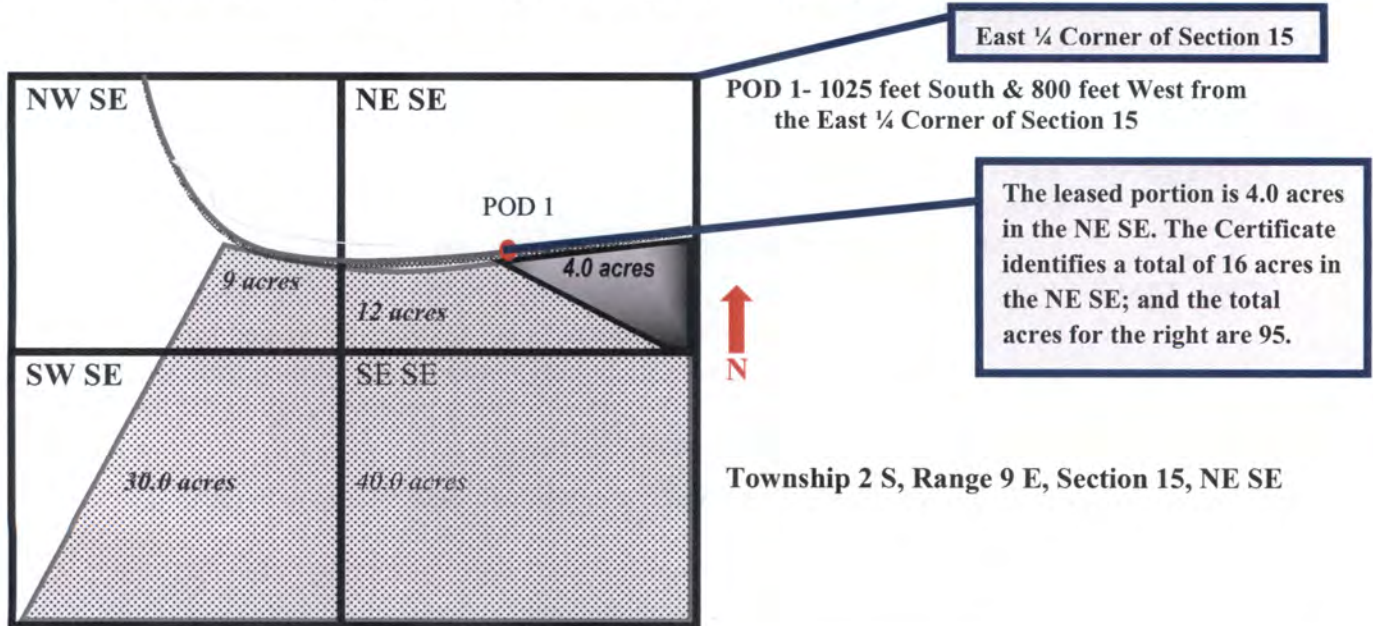 East ¼ Corner of Section 15
NW SE
NE SE
POD 1- 1025 feet South & 800 feet West from
the East ¼ Corner of Section 15
POD 1
The leased portion is 4.0 acres
in the NE SE. The Certificate
identifies a total of 16 acres in
the NE SE; and the total
acres for the right are 95.
9 acres
4.0 acres
12 acres
N
SW SE
SE SE
30.0 acres
40.0 acres
Township 2 S, Range 9 E, Section 15, NE SE